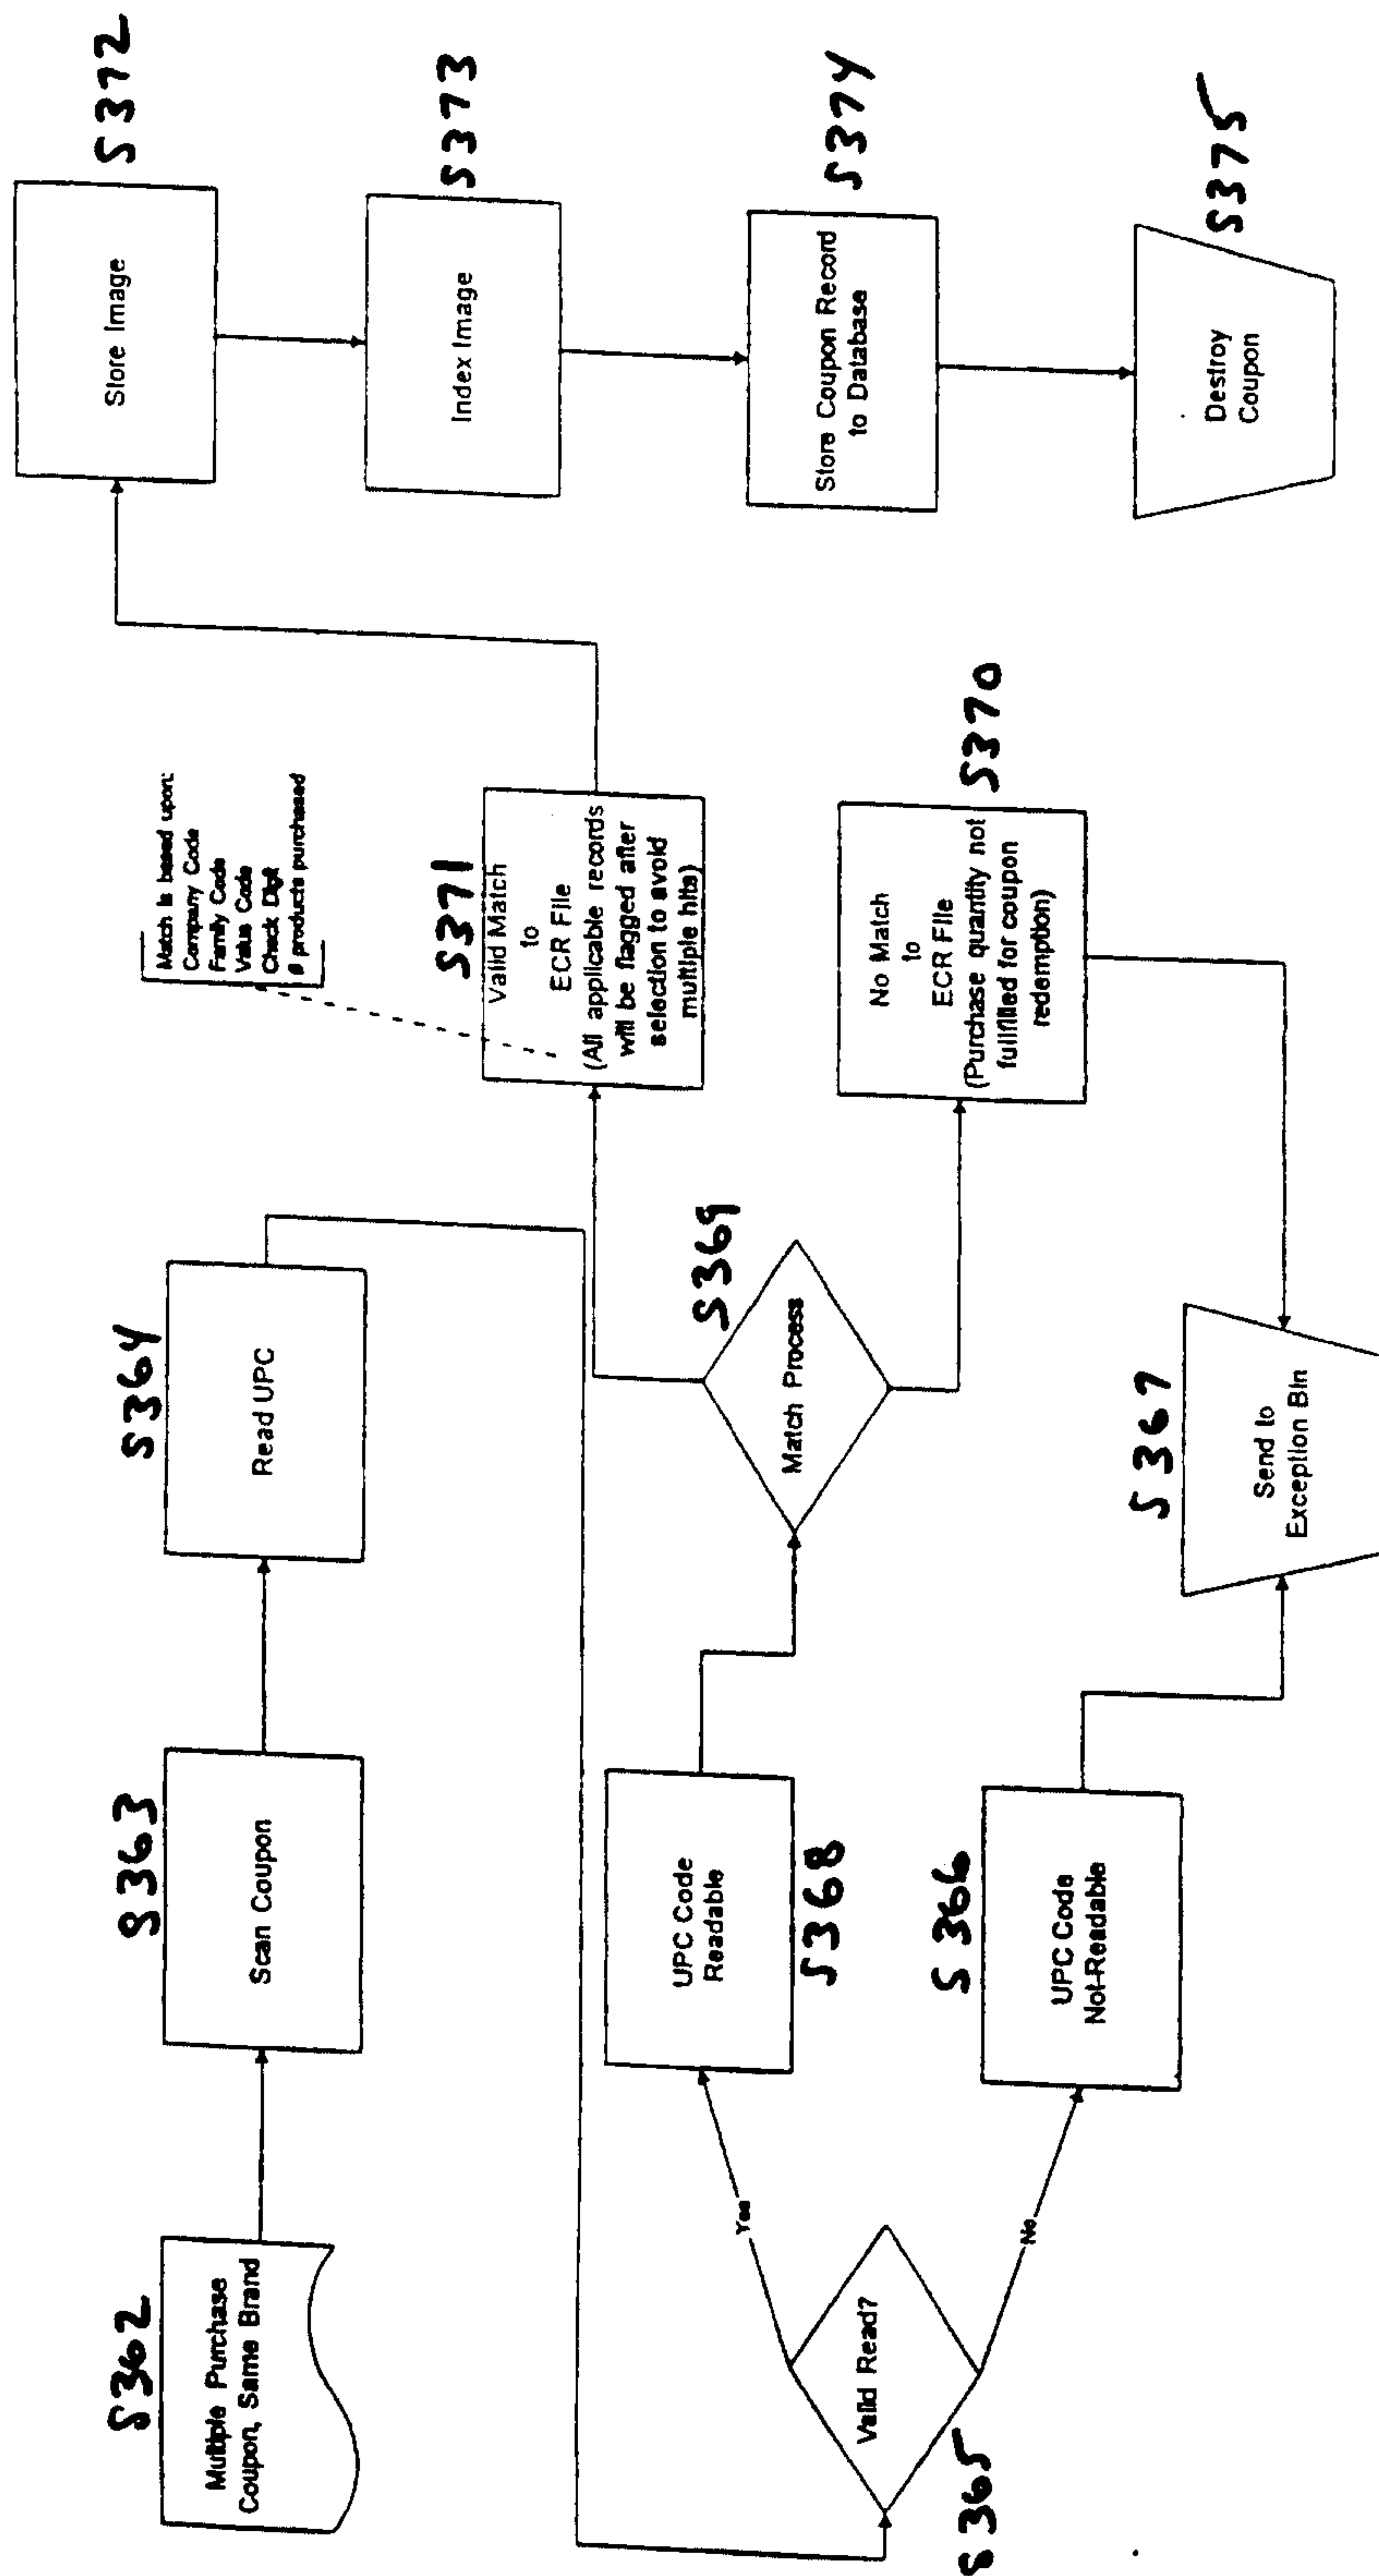 S362
Multiple Purchase
Coupon, Same Brand
S363
Scan Coupon
S364
Read UPC
S365
Valid Read?
Yes
No
S368
UPC Code
Readable
S366
UPC Code
Not-Readable
S369
Match Process
S367
Send to
Exception Bin
Match is based upon:
Company Code
Family Code
Value Code
Check Digit
# products purchased
S371
Valid Match
to
ECR File
(All applicable records
will be flagged after
selection to avoid
multiple hits)
S370
No Match
to
ECR File
(Purchase quantity not
fullfilled for coupon
redemption)
S372
Store Image
S373
Index Image
S374
Store Coupon Record
to Database
S375
Destroy
Coupon